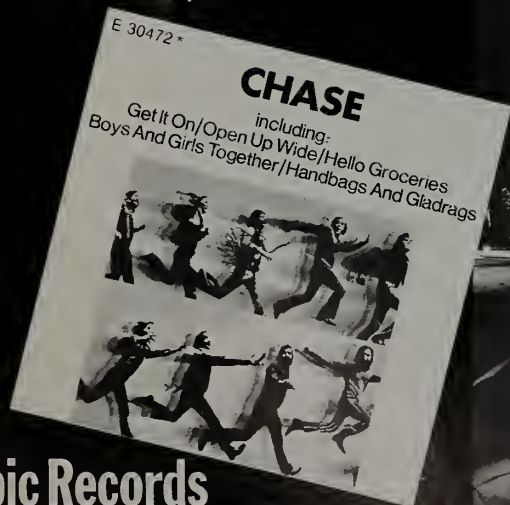 E 30472*
CHASE
including:
Get It On/Open Up Wide/Hello Groceries
Boys And Girls Together/Handbags And Gladrags
Records